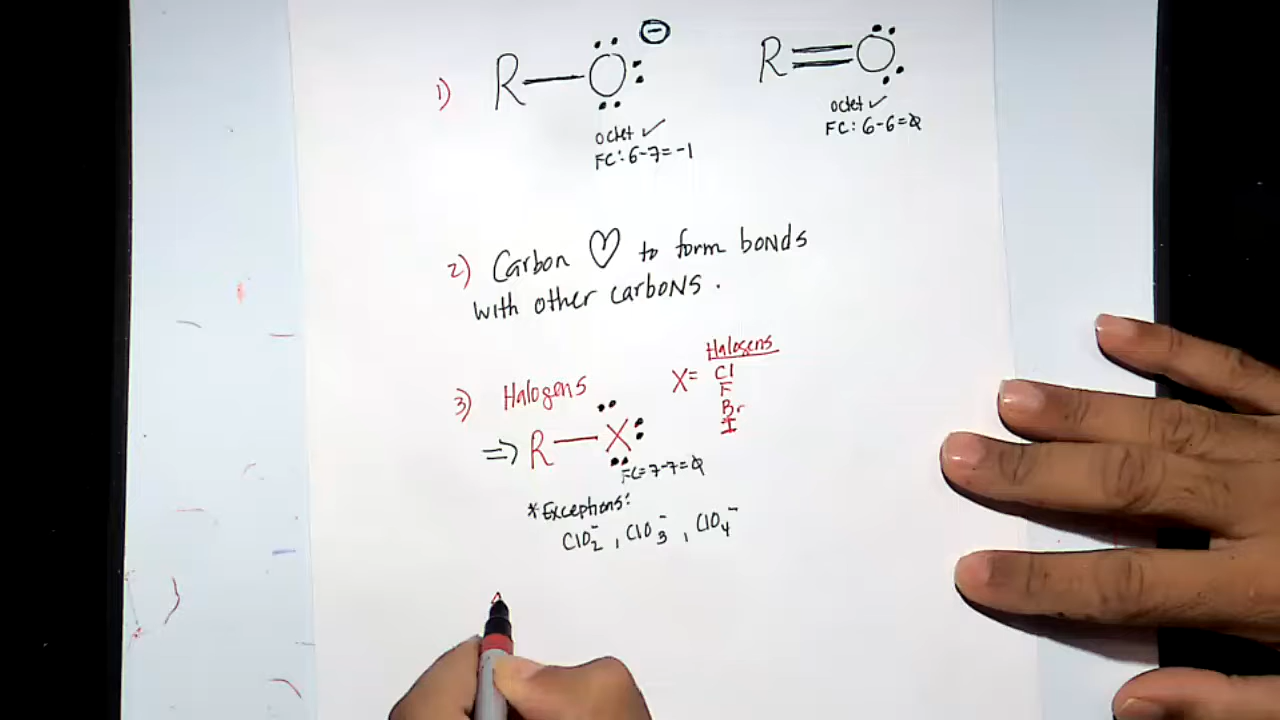 1) R—O ⊖ R=O
octet ✓ octet ✓
FC: 6-7=-1 FC: 6-6=0
2) Carbon ♡ to form bonds
with other carbons.
Halogens
3) Halogens X= Cl
F
Br
I
⇒ R—X
FC=7-7=0
*Exceptions:
ClO2⁻, ClO3⁻, ClO4⁻